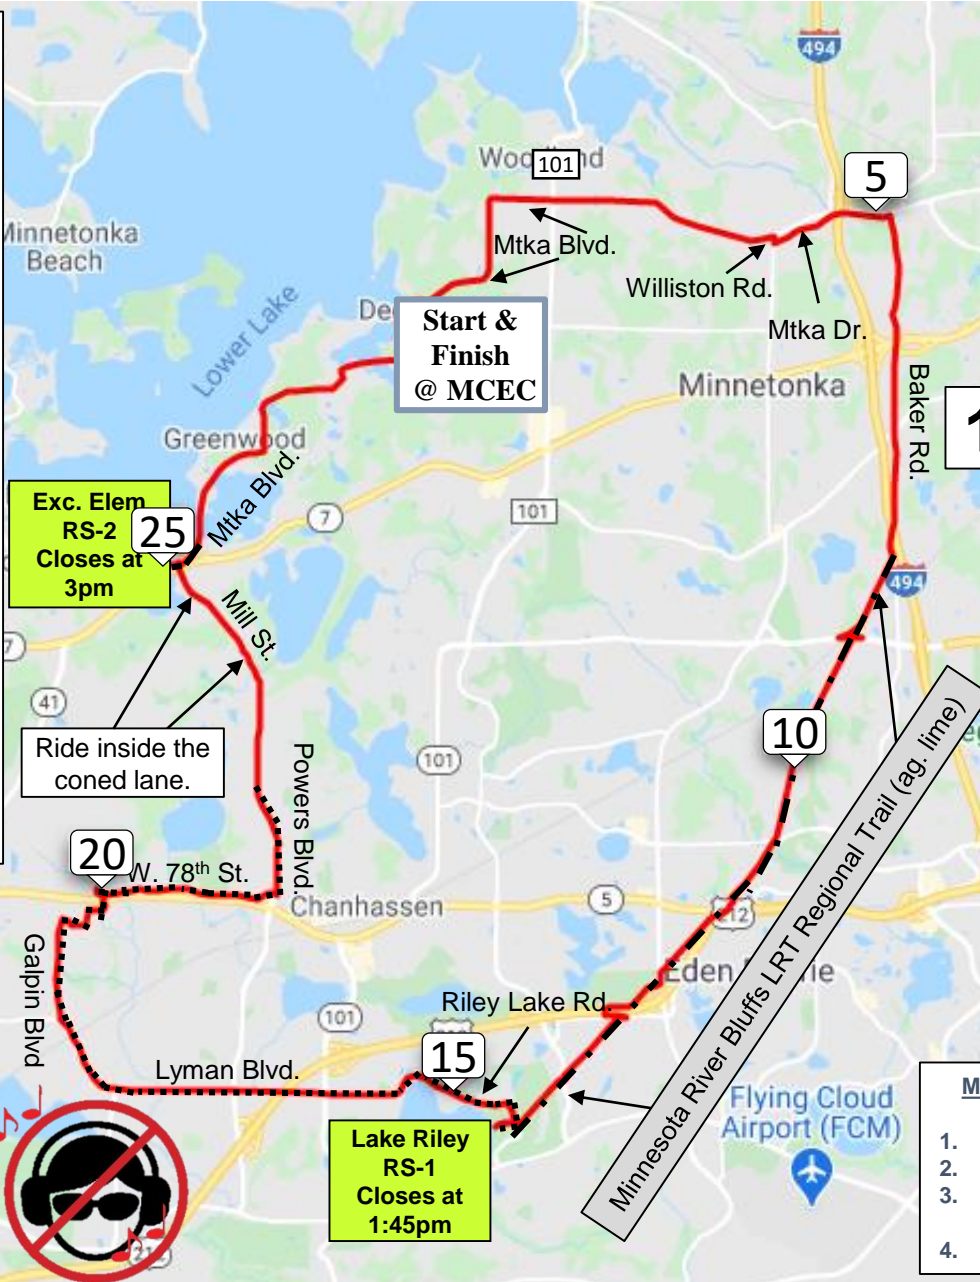 494
Woodland
101
5
Minnetonka
Beach
Mtka Blvd.
Williston Rd.
Mtka Dr.
Lower Lake
Start &
Finish
@ MCEC
Minnetonka
Baker Rd.
1
Greenwood
Mtka Blvd.
Exc. Elem
RS-2
Closes at
3pm
25
7
101
494
Mill St.
7
41
Ride inside the
coned lane.
Powers Blvd.
101
10
Minnesota River Bluffs LRT Regional Trail (ag. lime)
20
W. 78th St.
Chanhassen
5
212
Eden
Galpin Blvd
101
Riley Lake Rd.
15
Lyman Blvd.
Flying Cloud
Airport (FCM)
Lake Riley
RS-1
Closes at
1:45pm
M
1.
2.
3.
4.